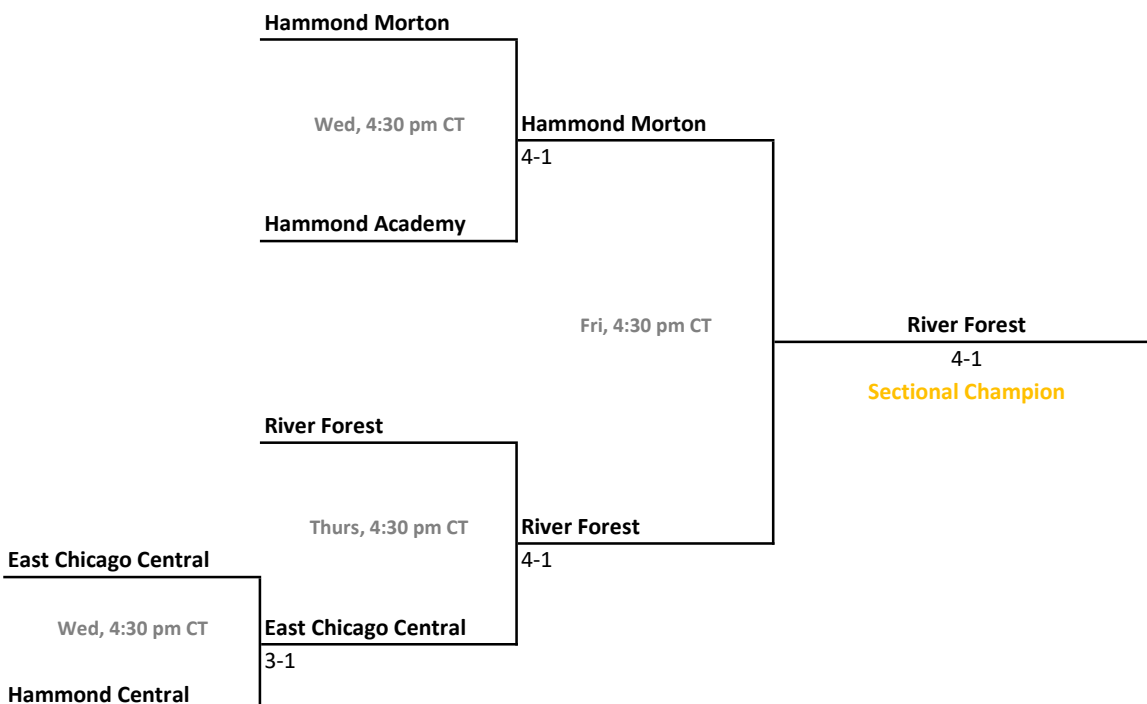 Hammond Morton
Wed, 4:30 pm CT
Hammond Morton
4-1
Hammond Academy
Fri, 4:30 pm CT
River Forest
4-1
Sectional Champion
River Forest
Thurs, 4:30 pm CT
River Forest
4-1
East Chicago Central
Wed, 4:30 pm CT
East Chicago Central
3-1
Hammond Central